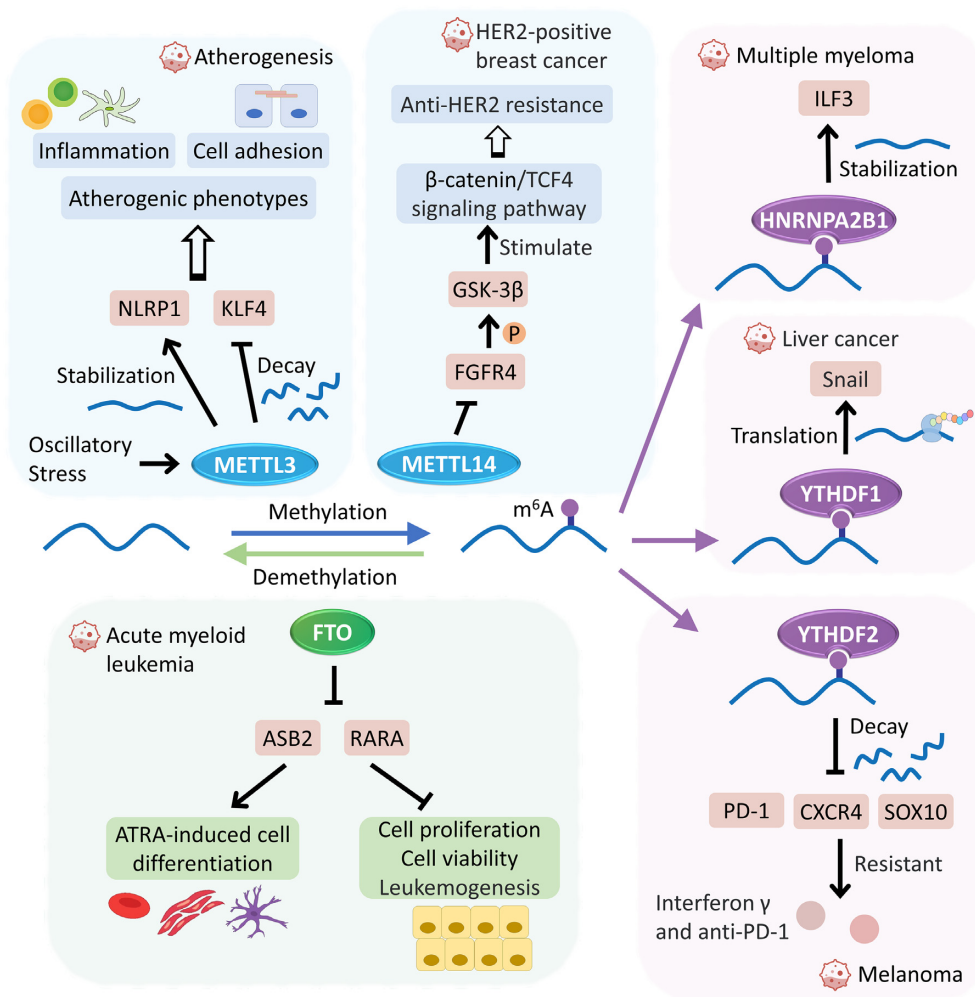 Atherogenesis
Inflammation
Cell adhesion
Atherogenic phenotypes
NLRP1
KLF4
Stabilization
Decay
Oscillatory
Stress
METTL3
HER2-positive
breast cancer
Anti-HER2 resistance
β-catenin/TCF4
signaling pathway
Stimulate
GSK-3β
P
FGFR4
METTL14
Multiple myeloma
ILF3
Stabilization
HNRNPA2B1
Liver cancer
Snail
Translation
YTHDF1
Methylation
m⁶A
Demethylation
Acute myeloid
leukemia
FTO
ASB2
RARA
ATRA-induced cell
differentiation
Cell proliferation
Cell viability
Leukemogenesis
YTHDF2
Decay
PD-1
CXCR4
SOX10
Resistant
Interferon γ
and anti-PD-1
Melanoma